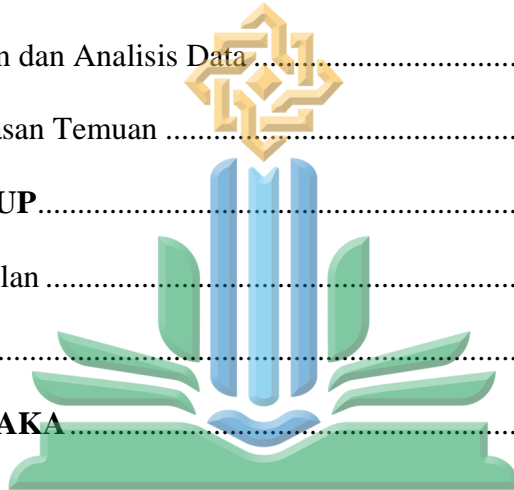 n dan Analisis Data ................................
asan Temuan ................................
UP................................
lan ................................
................................
AKA................................